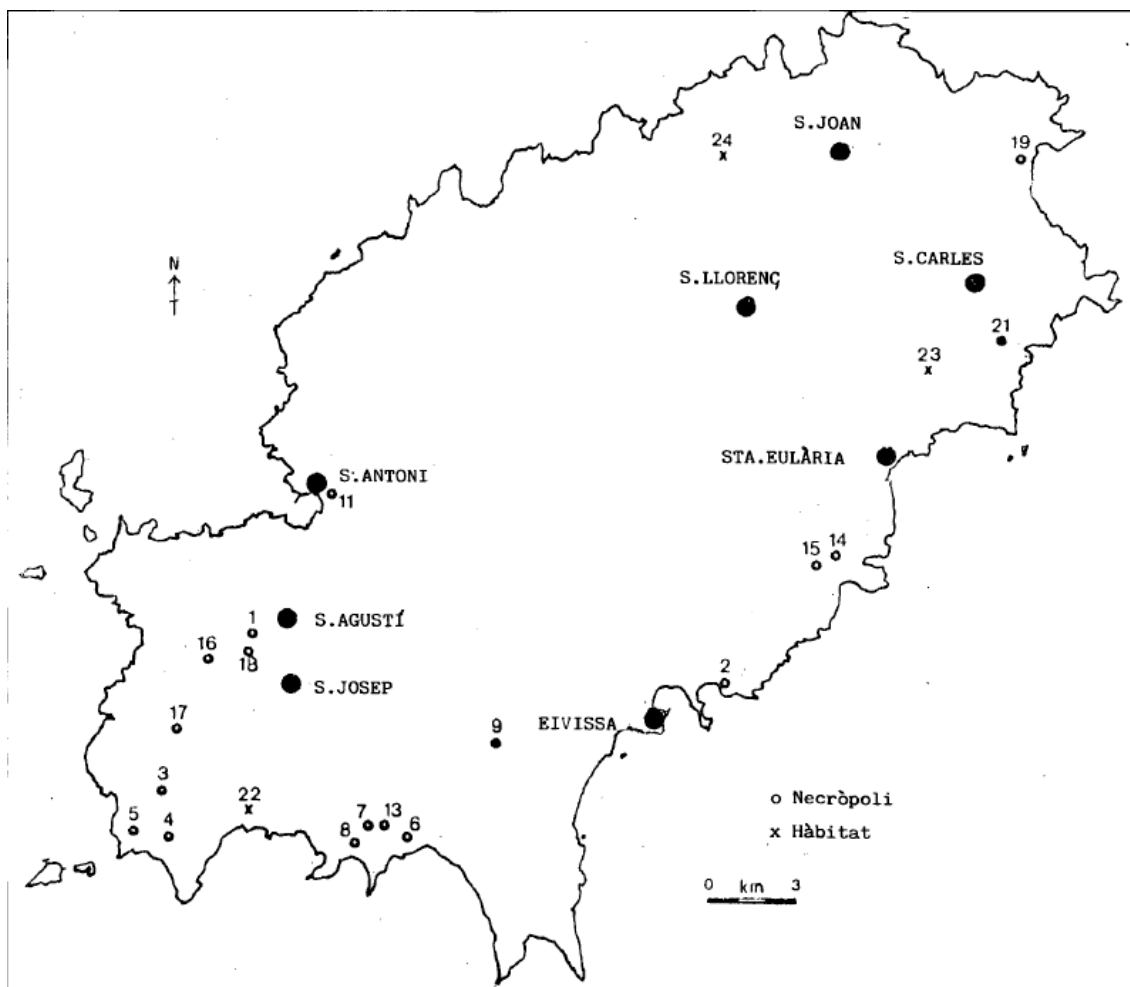 S.JOAN
24
19
N
S.CARLES
S.LLORENÇ
21
23
STA.EULÀRIA
S.ANTONI
11
14
15
1
S.AGUSTÍ
16
18
2
S.JOSEP
17
9
EIVISSA
3
22
5
4
7
13
6
8
o Necròpoli
x Hàbitat
0 km 3